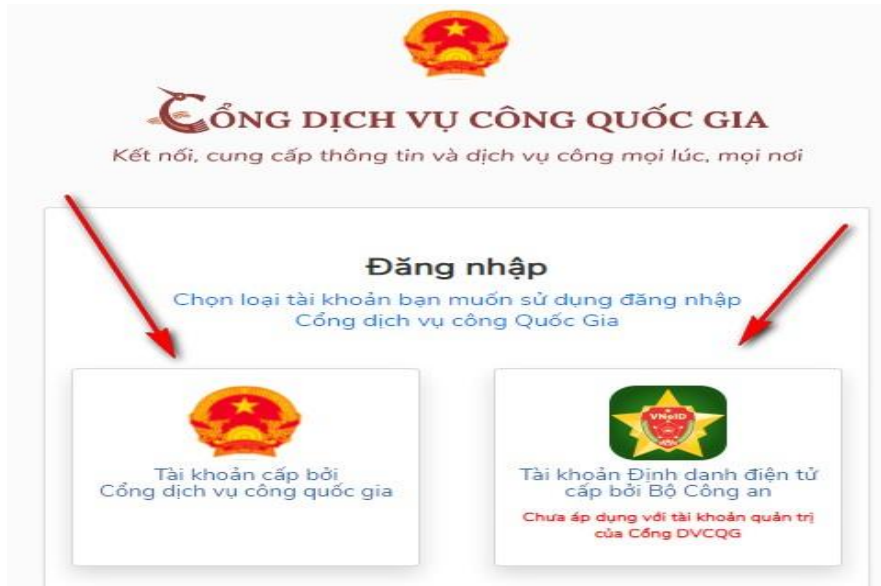 CỔNG DỊCH VỤ CÔNG QUỐC GIA
Kết nối, cung cấp thông tin và dịch vụ công mọi lúc, mọi nơi
Đăng nhập
Chọn loại tài khoản bạn muốn sử dụng đăng nhập
Cổng dịch vụ công Quốc Gia
Tài khoản cấp bởi
Cổng dịch vụ công quốc gia
VNeID
Tài khoản Định danh điện tử
cấp bởi Bộ Công an
Chưa áp dụng với tài khoản quản trị
của Cổng DVCQG